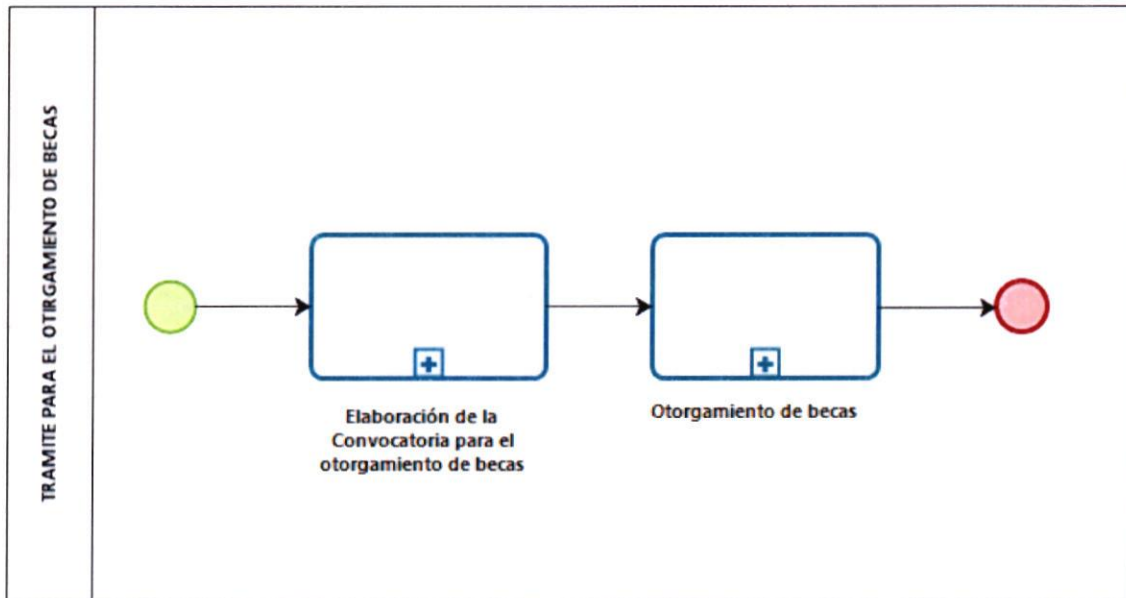 TRAMITE PARA EL OTIRGAMIENTO DE BECAS
Elaboración de la
Convocatoria para el
otorgamiento de becas
Otorgamiento de becas